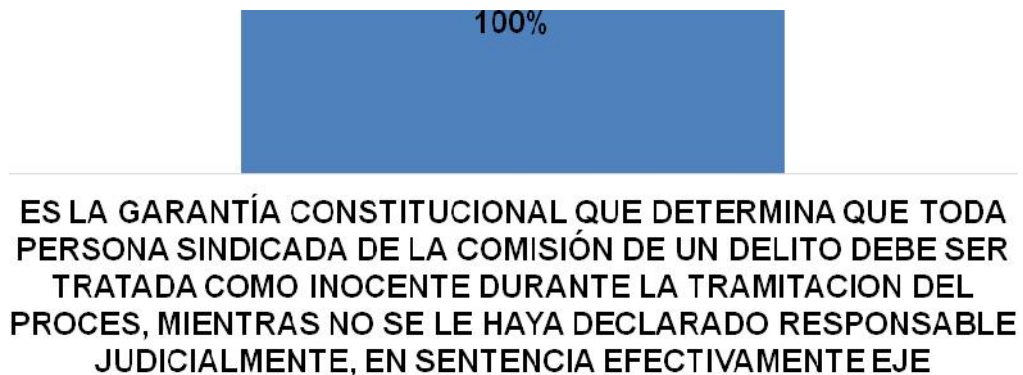 100%
ES LA GARANTÍA CONSTITUCIONAL QUE DETERMINA QUE TODA
PERSONA SINDICADA DE LA COMISIÓN DE UN DELITO DEBE SER
TRATADA COMO INOCENTE DURANTE LA TRAMITACION DEL
PROCES, MIENTRAS NO SE LE HAYA DECLARADO RESPONSABLE
JUDICIALMENTE, EN SENTENCIA EFECTIVAMENTE EJE